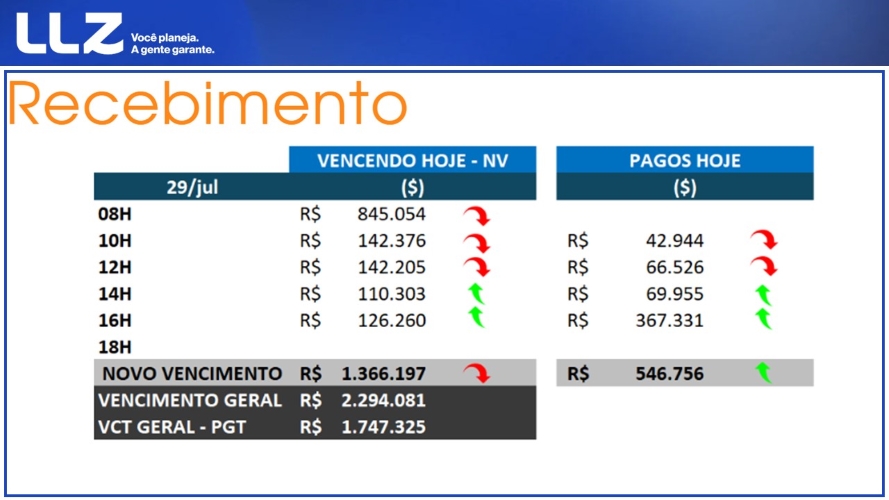 LLZ
Você planeja.
A gente garante.
Recebimento
VENCENDO HOJE - NV PAGOS HOJE
29/jul ($) ($)
08H R$ 845.054
10H R$ 142.376 R$ 42.944
12H R$ 142.205 R$ 66.526
14H R$ 110.303 R$ 69.955
16H R$ 126.260 R$ 367.331
18H
NOVO VENCIMENTO R$ 1.366.197 R$ 546.756
VENCIMENTO GERAL R$ 2.294.081
VCT GERAL - PGT R$ 1.747.325